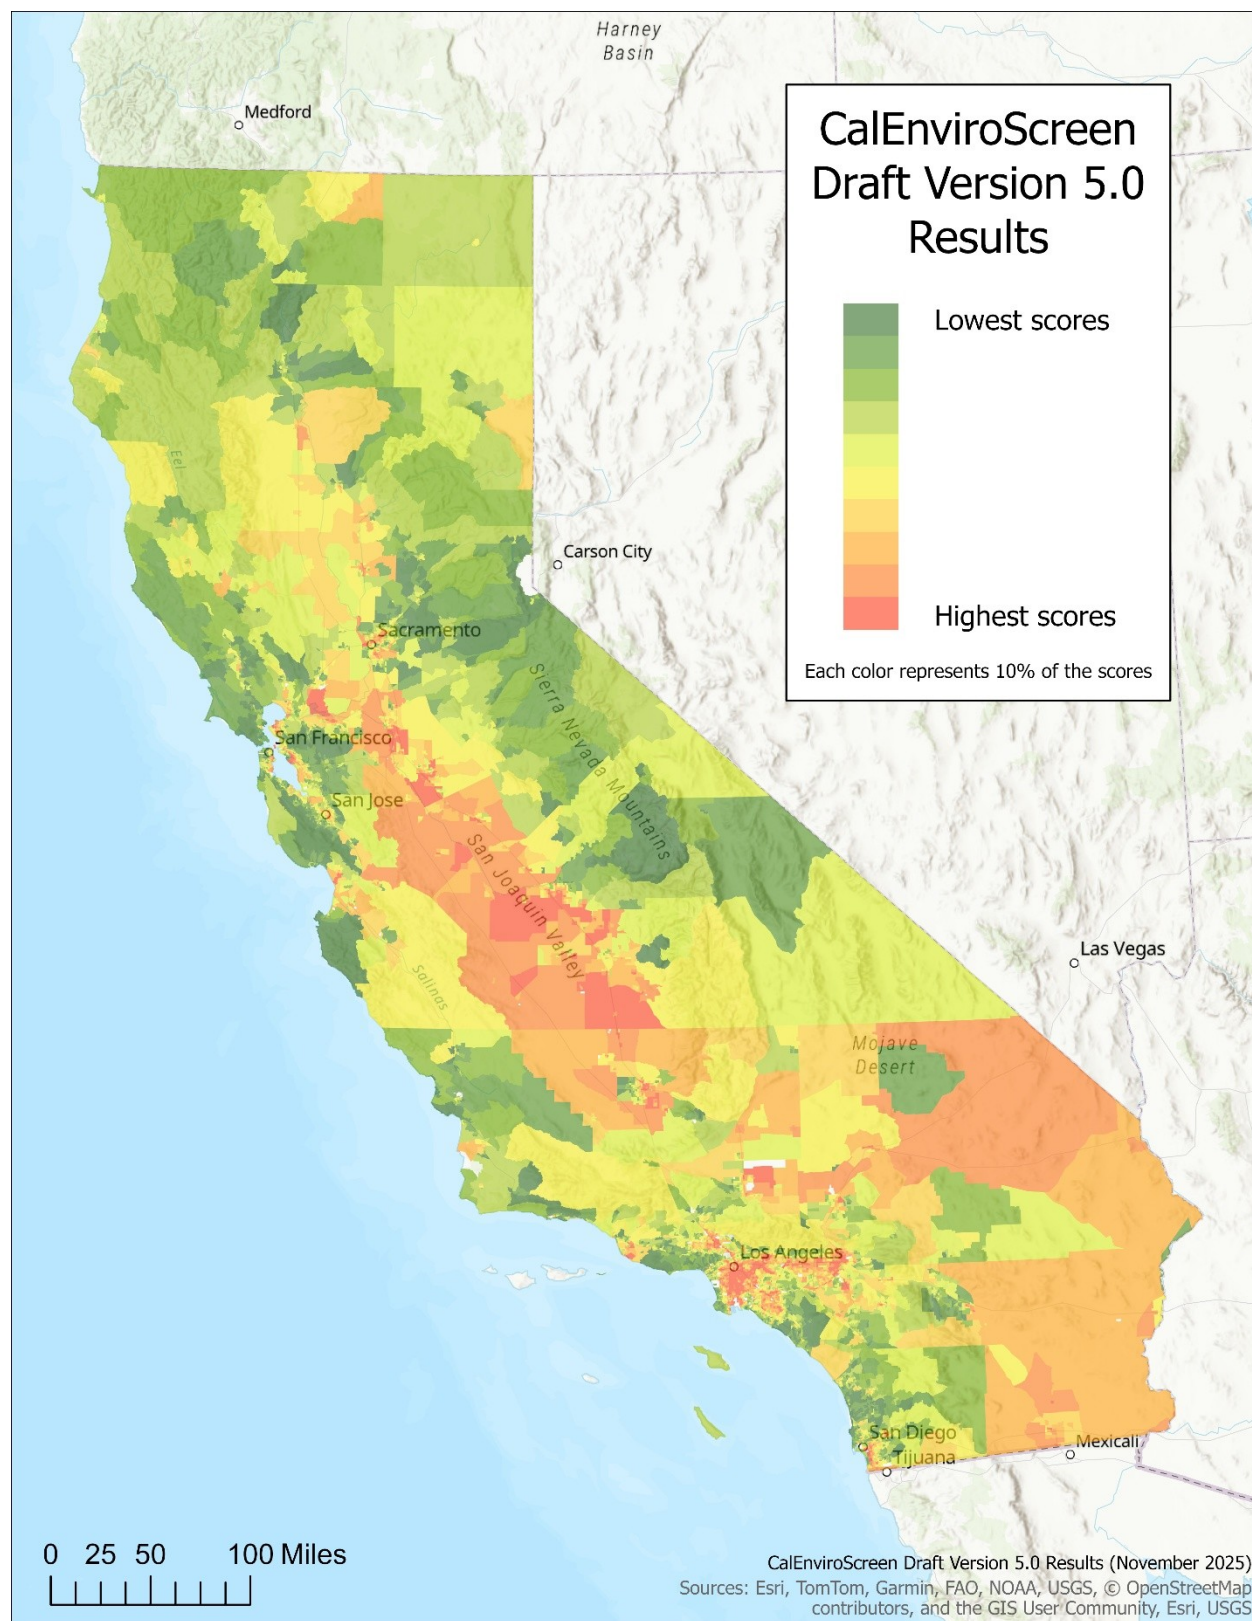 Harney
Basin
Medford
CalEnviroScreen
Draft Version 5.0
Results
Lowest scores
Highest scores
Each color represents 10% of the scores
Eel
Carson City
Sacramento
Sierra Nevada Mountains
San Francisco
San Jose
San Joaquin Valley
Las Vegas
Salinas
Mojave
Desert
Los Angeles
San Diego
Mexicali
Tijuana
0 25 50 100 Miles
CalEnviroScreen Draft Version 5.0 Results (November 2025)
Sources: Esri, TomTom, Garmin, FAO, NOAA, USGS, © OpenStreetMap
contributors, and the GIS User Community, Esri, USGS